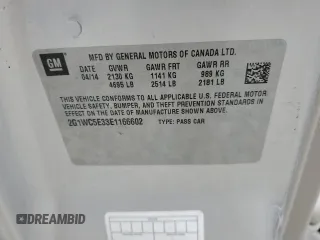 GM
MFD BY GENERAL MOTORS OF CANADA LTD.
DATE GVWR GAWR FRT GAWR RR
04/14 2130 KG 1141 KG 989 KG
4695 LB 2514 LB 2181 LB
THIS VEHICLE CONFORMS TO ALL APPLICABLE U.S. FEDERAL MOTOR
VEHICLE SAFETY, BUMPER, AND THEFT PREVENTION STANDARDS IN
EFFECT ON THE DATE OF MANUFACTURE SHOWN ABOVE.
2G1WC5E33E1166602 TYPE: PASS CAR
DREAMBID